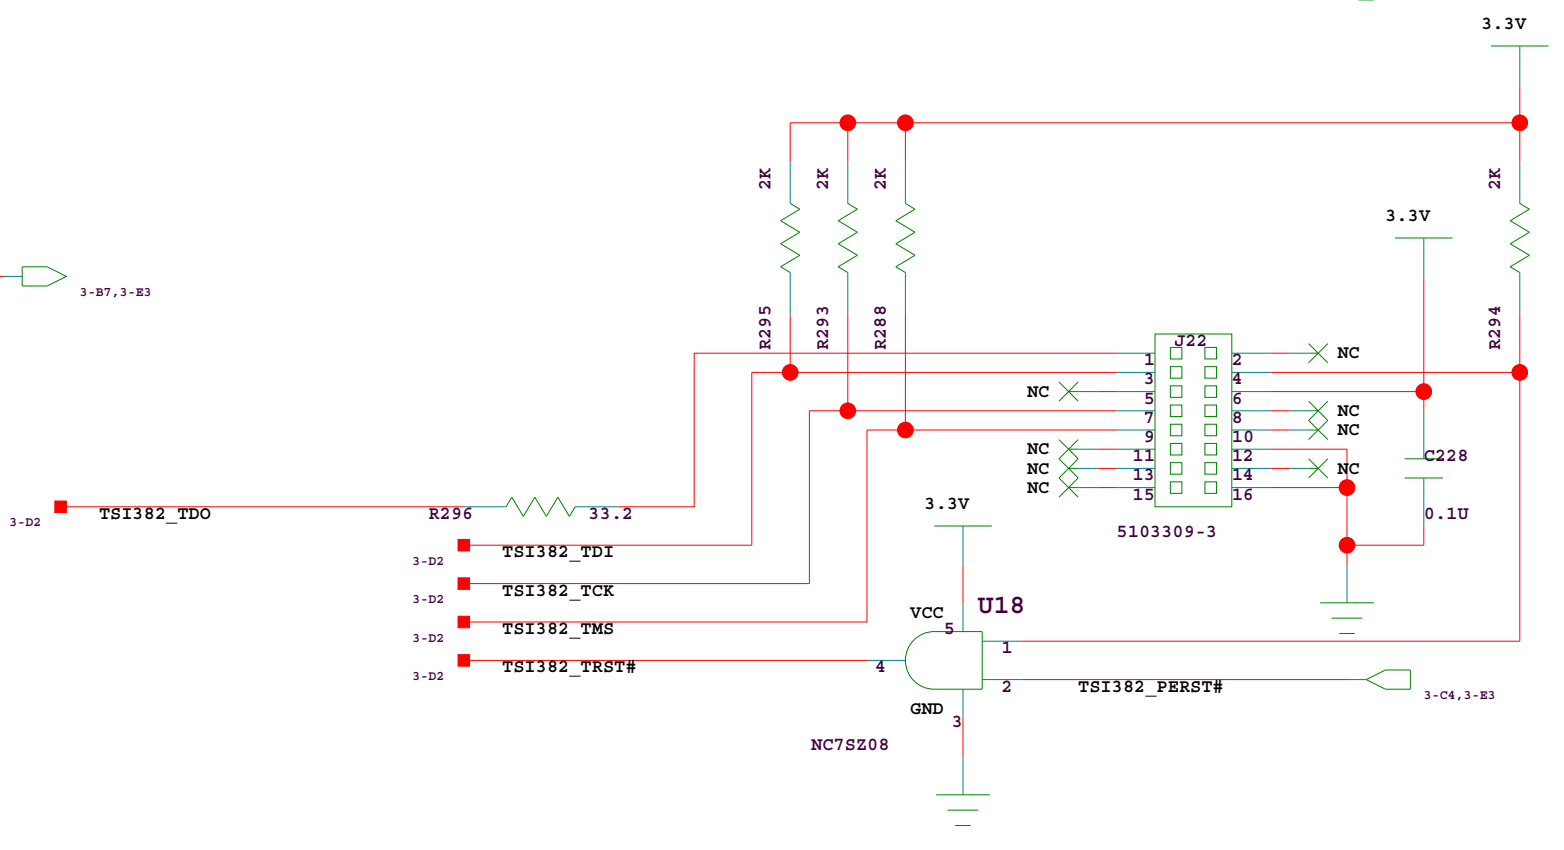 3.3V
2K
2K
2K
2K
3.3V
3-B7,3-E3
R295
R293
R288
R294
J22
1
2
NC
3
4
NC
5
6
7
8
NC
9
10
NC
NC
11
12
C228
NC
13
14
NC
NC
15
16
3-D2
TSI382_TDO
R296
33.2
3.3V
0.1U
5103309-3
3-D2
TSI382_TDI
3-D2
TSI382_TCK
VCC
U18
5
3-D2
TSI382_TMS
1
3-D2
TSI382_TRST#
4
2
TSI382_PERST#
3-C4,3-E3
GND
3
NC7SZ08